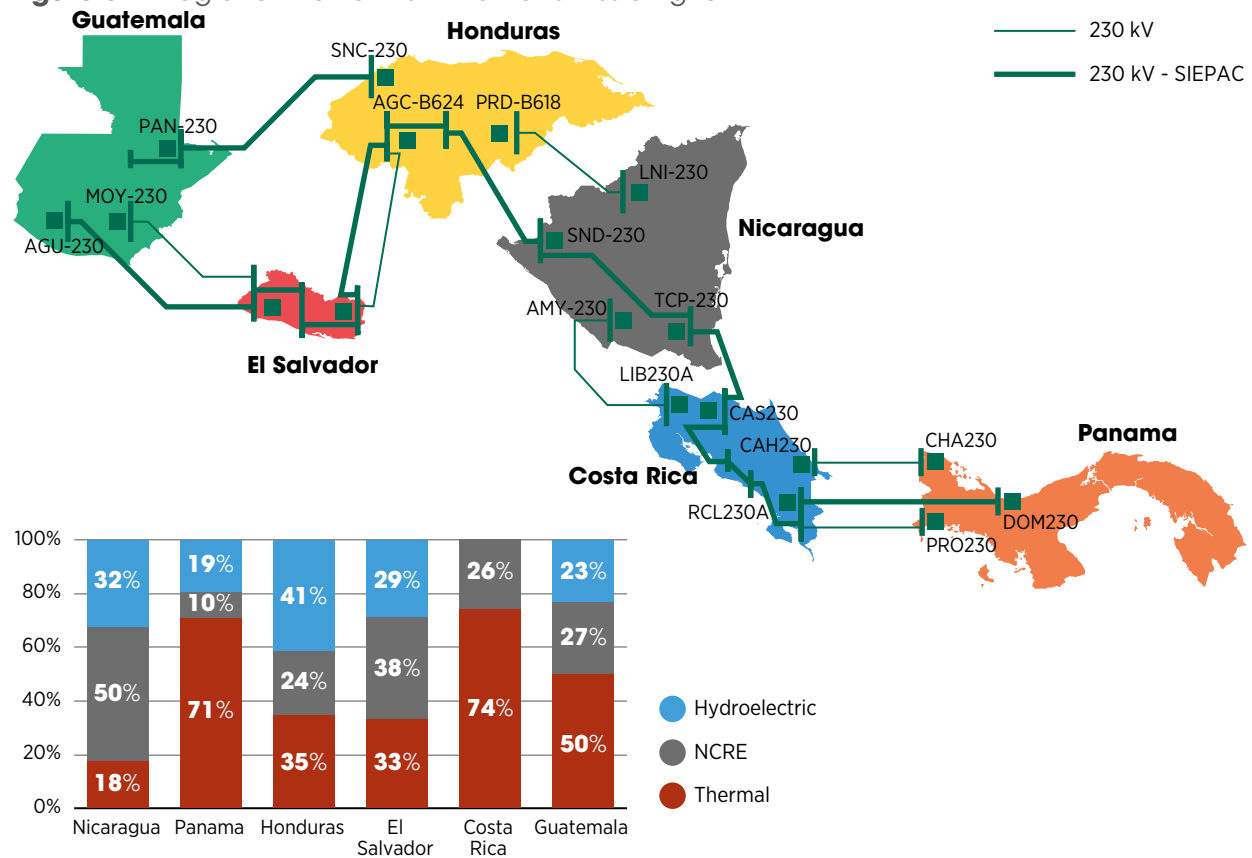 Guatemala
Honduras
230 kV
230 kV - SIEPAC
SNC-230
AGC-B624
PRD-B618
PAN-230
MOY-230
AGU-230
LNI-230
Nicaragua
SND-230
AMY-230
TCP-230
El Salvador
LIB230A
CAS230
CAH230
Costa Rica
RCL230A
CHA230
Panama
DOM230
PRO230
100%
80%
60%
40%
20%
0%
32%
50%
18%
19%
10%
71%
41%
24%
35%
29%
38%
33%
26%
74%
23%
27%
50%
Nicaragua
Panama
Honduras
El
Salvador
Costa
Rica
Guatemala
Hydroelectric
NCRE
Thermal